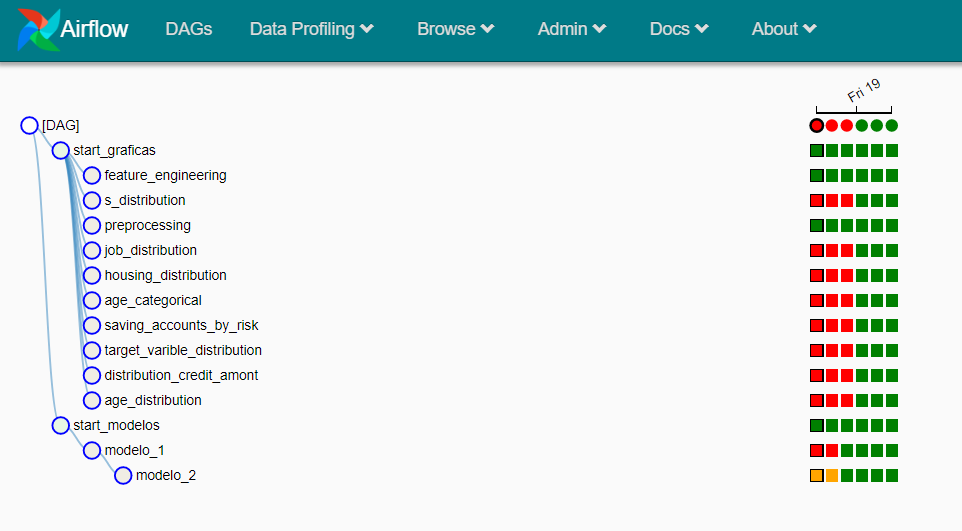 Airflow DAGs Data Profiling Browse Admin Docs About
Fri 19
[DAG]
start_graficas
feature_engineering
s_distribution
preprocessing
job_distribution
housing_distribution
age_categorical
saving_accounts_by_risk
target_varible_distribution
distribution_credit_amont
age_distribution
start_modelos
modelo_1
modelo_2